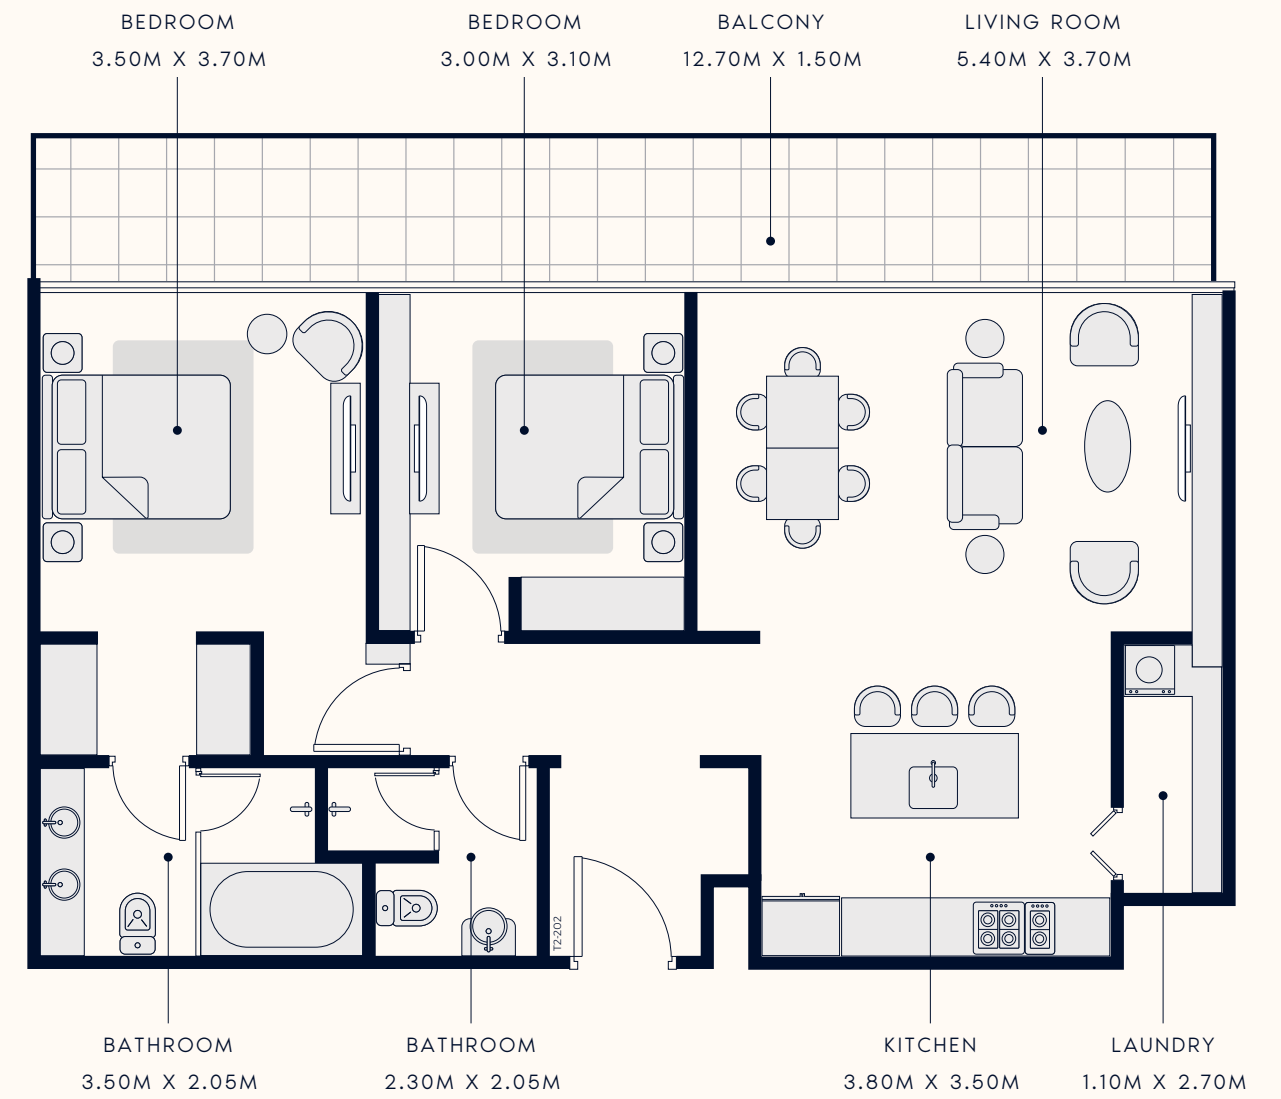 BEDROOM
3.50M X 3.70M
BEDROOM
3.00M X 3.10M
BALCONY
12.70M X 1.50M
LIVING ROOM
5.40M X 3.70M
T2-202
BATHROOM
3.50M X 2.05M
BATHROOM
2.30M X 2.05M
KITCHEN
3.80M X 3.50M
LAUNDRY
1.10M X 2.70M